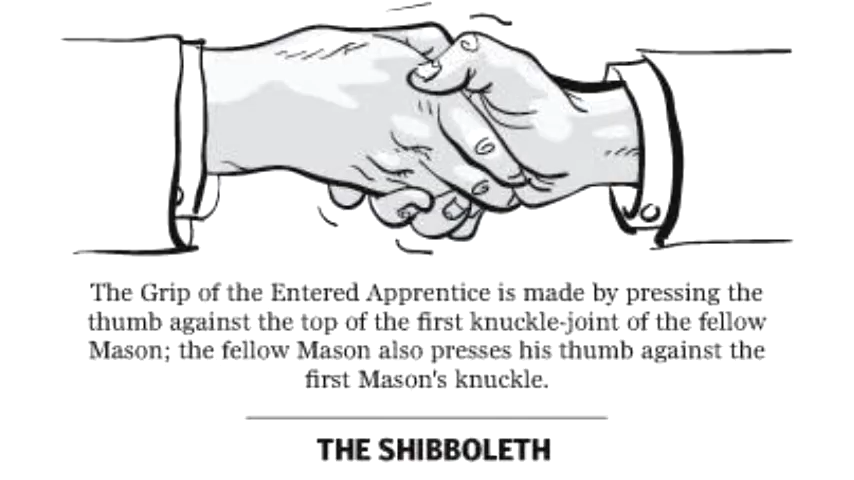 The Grip of the Entered Apprentice is made by pressing the
thumb against the top of the first knuckle-joint of the fellow
Mason; the fellow Mason also presses his thumb against the
first Mason's knuckle.
THE SHIBBOLETH